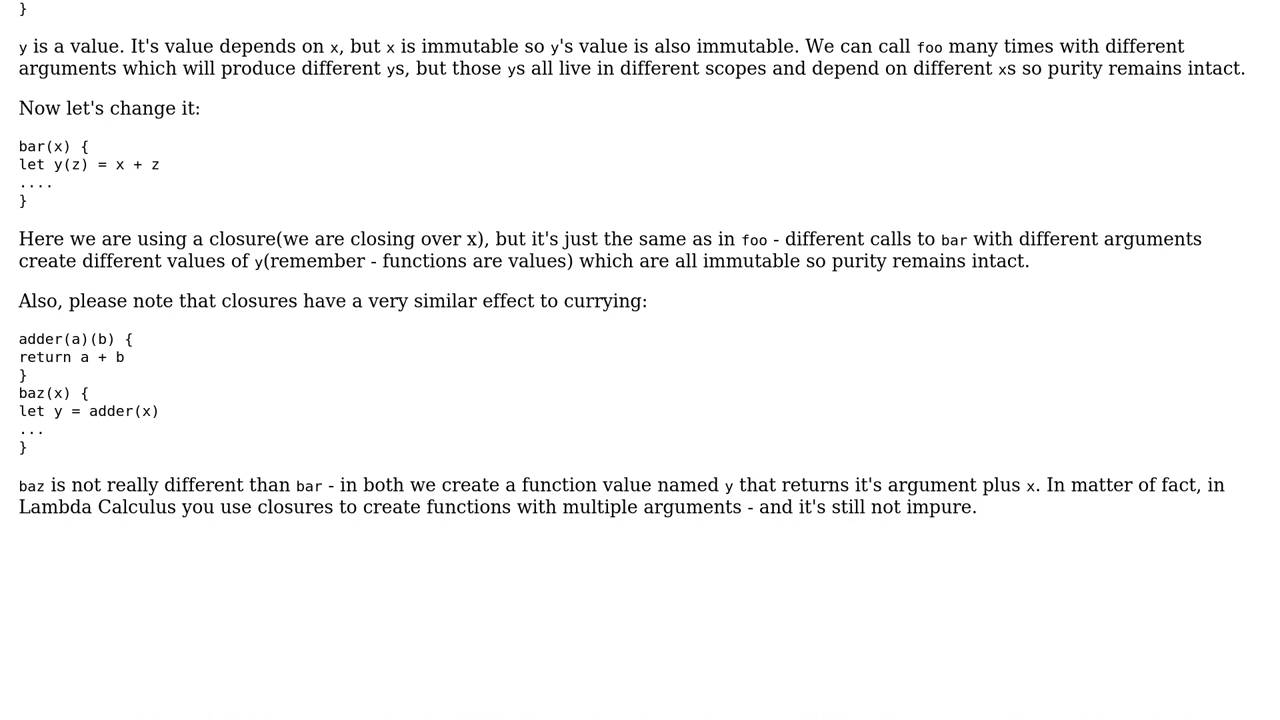 }
y is a value. It's value depends on x, but x is immutable so y's value is also immutable. We can call foo many times with different
arguments which will produce different ys, but those ys all live in different scopes and depend on different xs so purity remains intact.
Now let's change it:
bar(x) {
let y(z) = x + z
....
}
Here we are using a closure(we are closing over x), but it's just the same as in foo - different calls to bar with different arguments
create different values of y(remember - functions are values) which are all immutable so purity remains intact.
Also, please note that closures have a very similar effect to currying:
adder(a)(b) {
return a + b
}
baz(x) {
let y = adder(x)
...
}
baz is not really different than bar - in both we create a function value named y that returns it's argument plus x. In matter of fact, in
Lambda Calculus you use closures to create functions with multiple arguments - and it's still not impure.